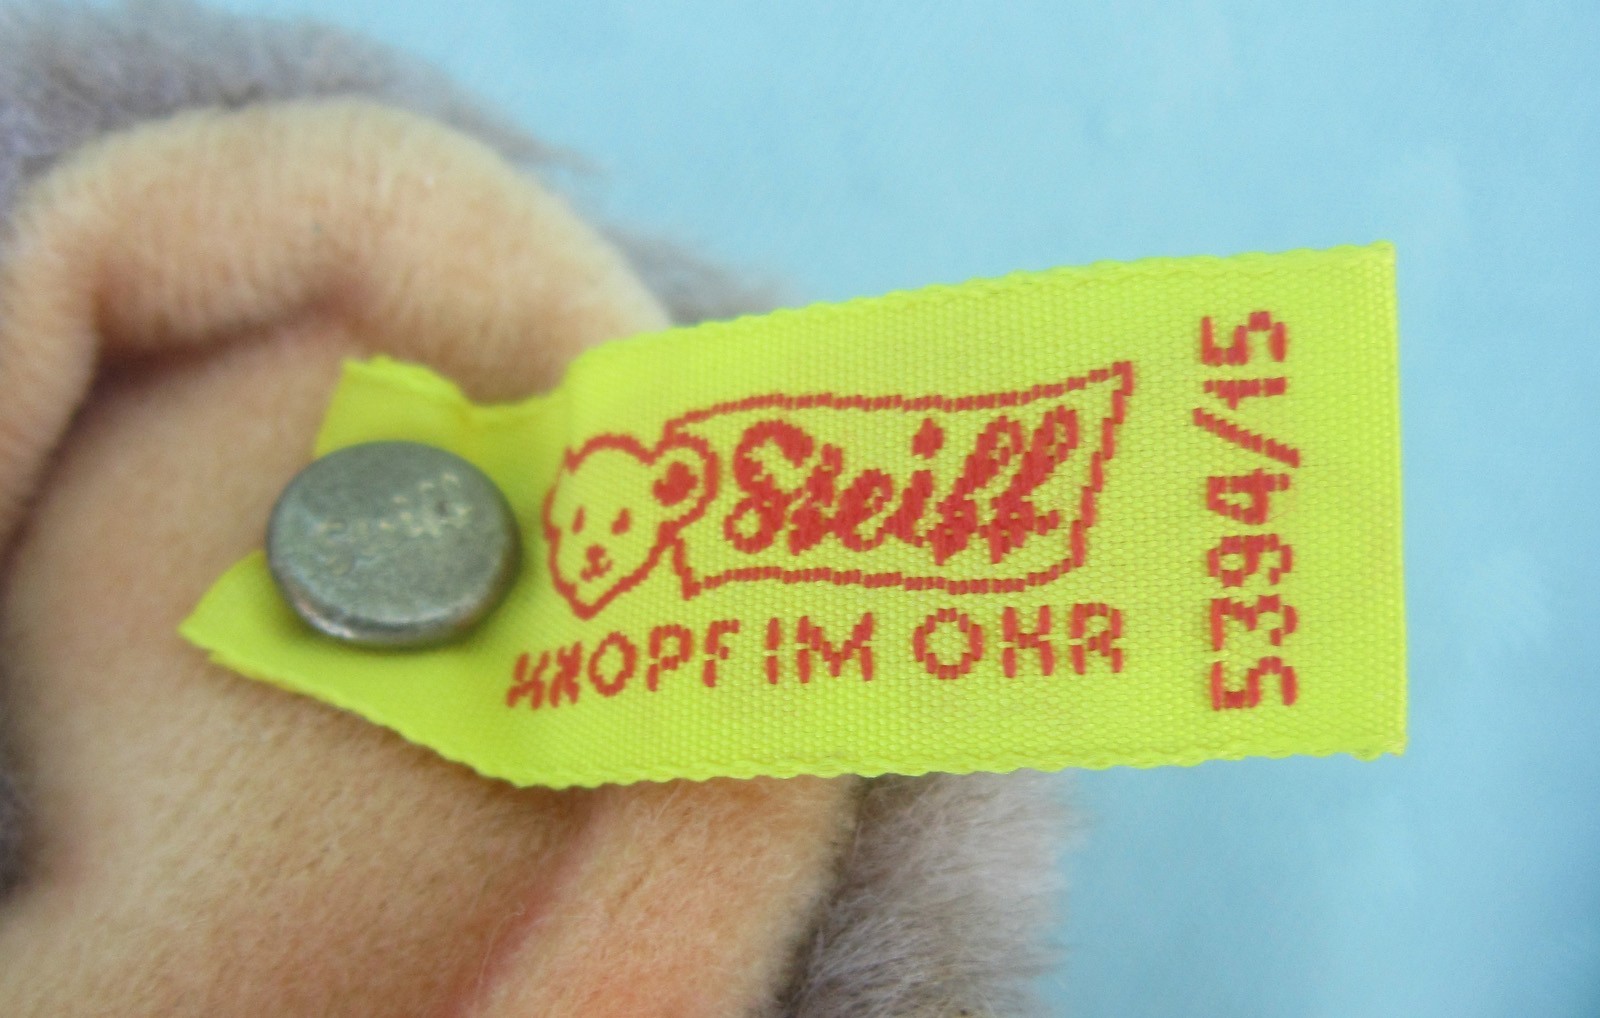 Steiff
KNOPF IM OHR
5394/15